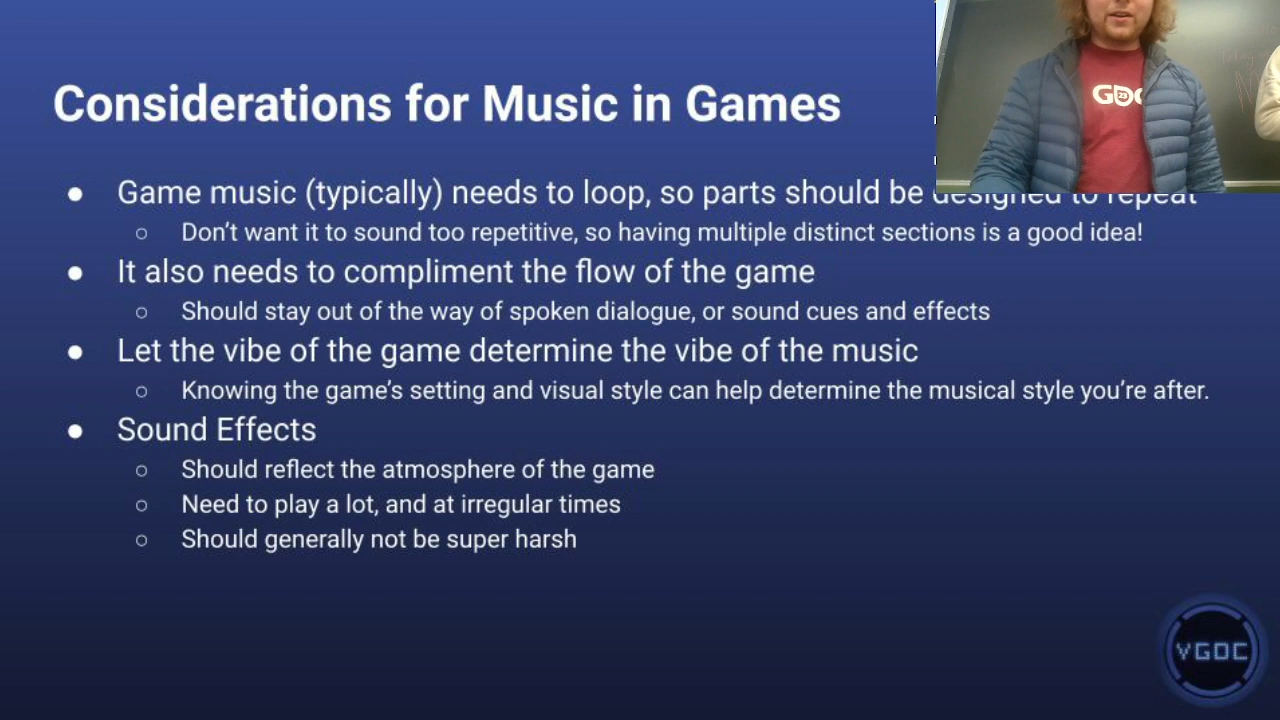 Considerations for Music in Games
● Game music (typically) needs to loop, so parts should be designed to repeat
○ Don't want it to sound too repetitive, so having multiple distinct sections is a good idea!
● It also needs to compliment the flow of the game
○ Should stay out of the way of spoken dialogue, or sound cues and effects
● Let the vibe of the game determine the vibe of the music
○ Knowing the game's setting and visual style can help determine the musical style you're after.
● Sound Effects
○ Should reflect the atmosphere of the game
○ Need to play a lot, and at irregular times
○ Should generally not be super harsh
VGDC
23
Today